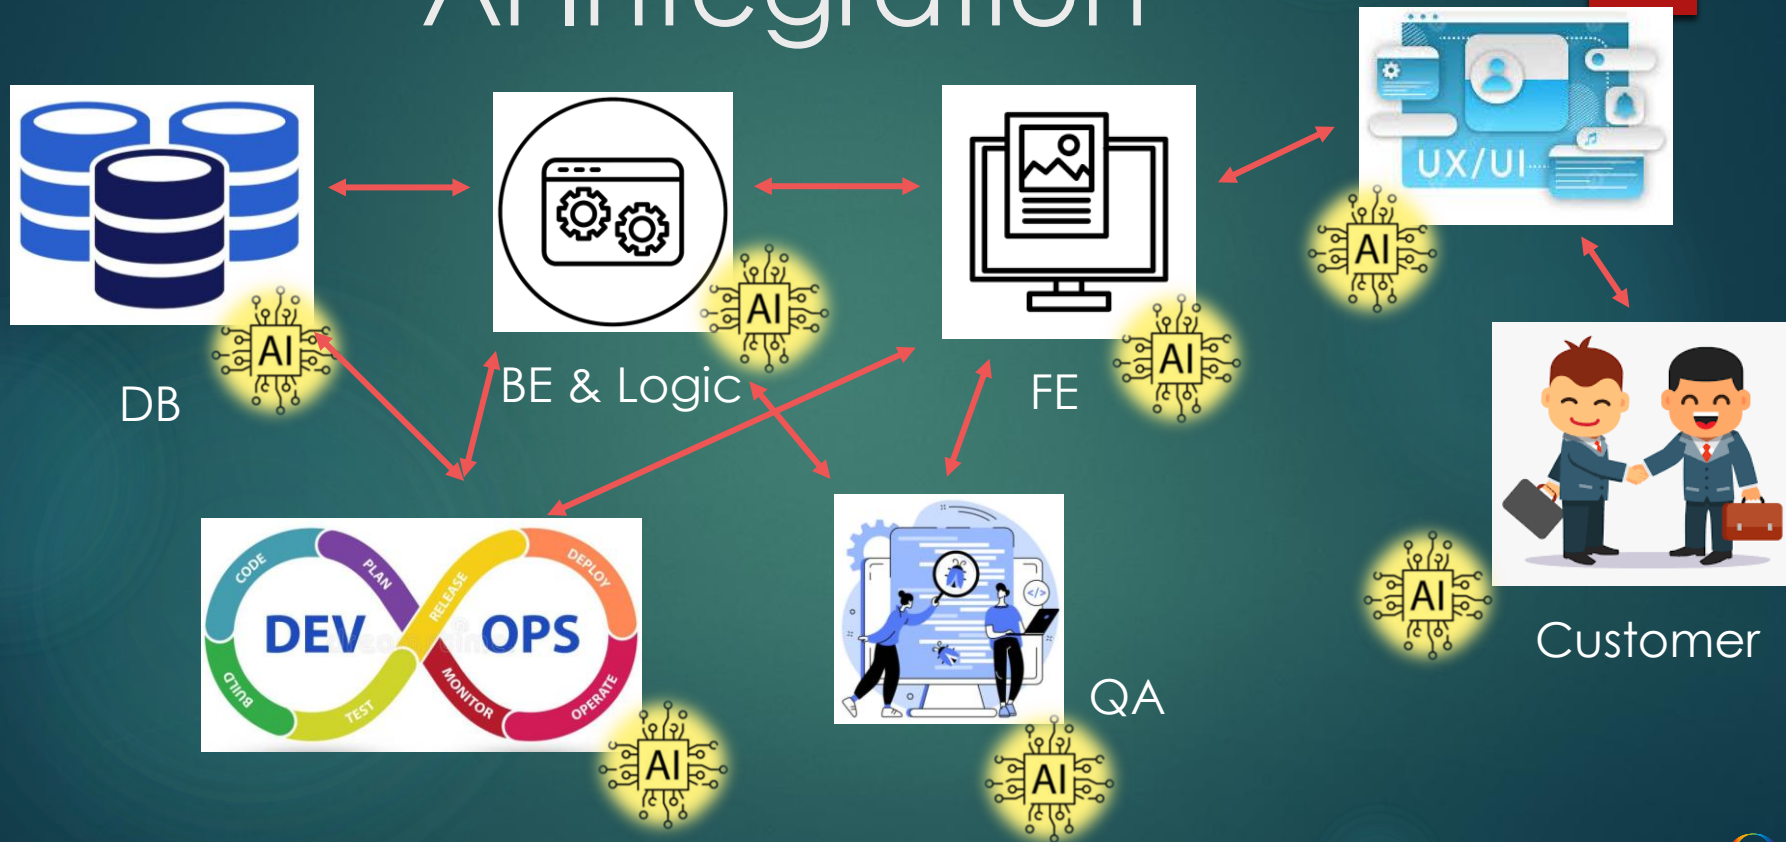 AI Integration
UX/UI
AI
AI
AI
AI
DB
BE & Logic
FE
CODE
PLAN
RELEASE
DEPLOY
DEV OPS
BUILD
TEST
MONITOR
OPERATE
</>
AI
Customer
QA
AI
AI